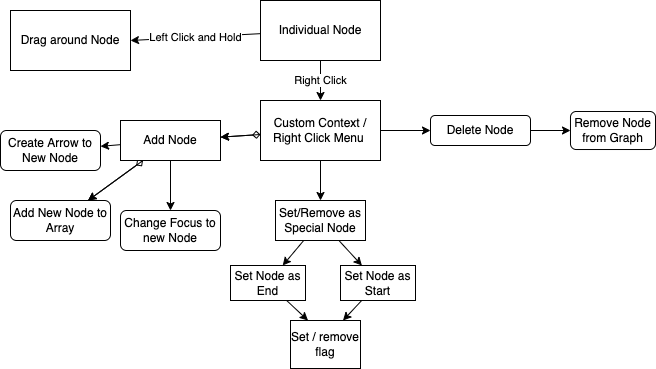 Individual Node
Drag around Node
Left Click and Hold
Right Click
Custom Context /
Right Click Menu
Add Node
Delete Node
Remove Node
from Graph
Create Arrow to
New Node
Add New Node to
Array
Change Focus to
new Node
Set/Remove as
Special Node
Set Node as
End
Set Node as
Start
Set / remove
flag